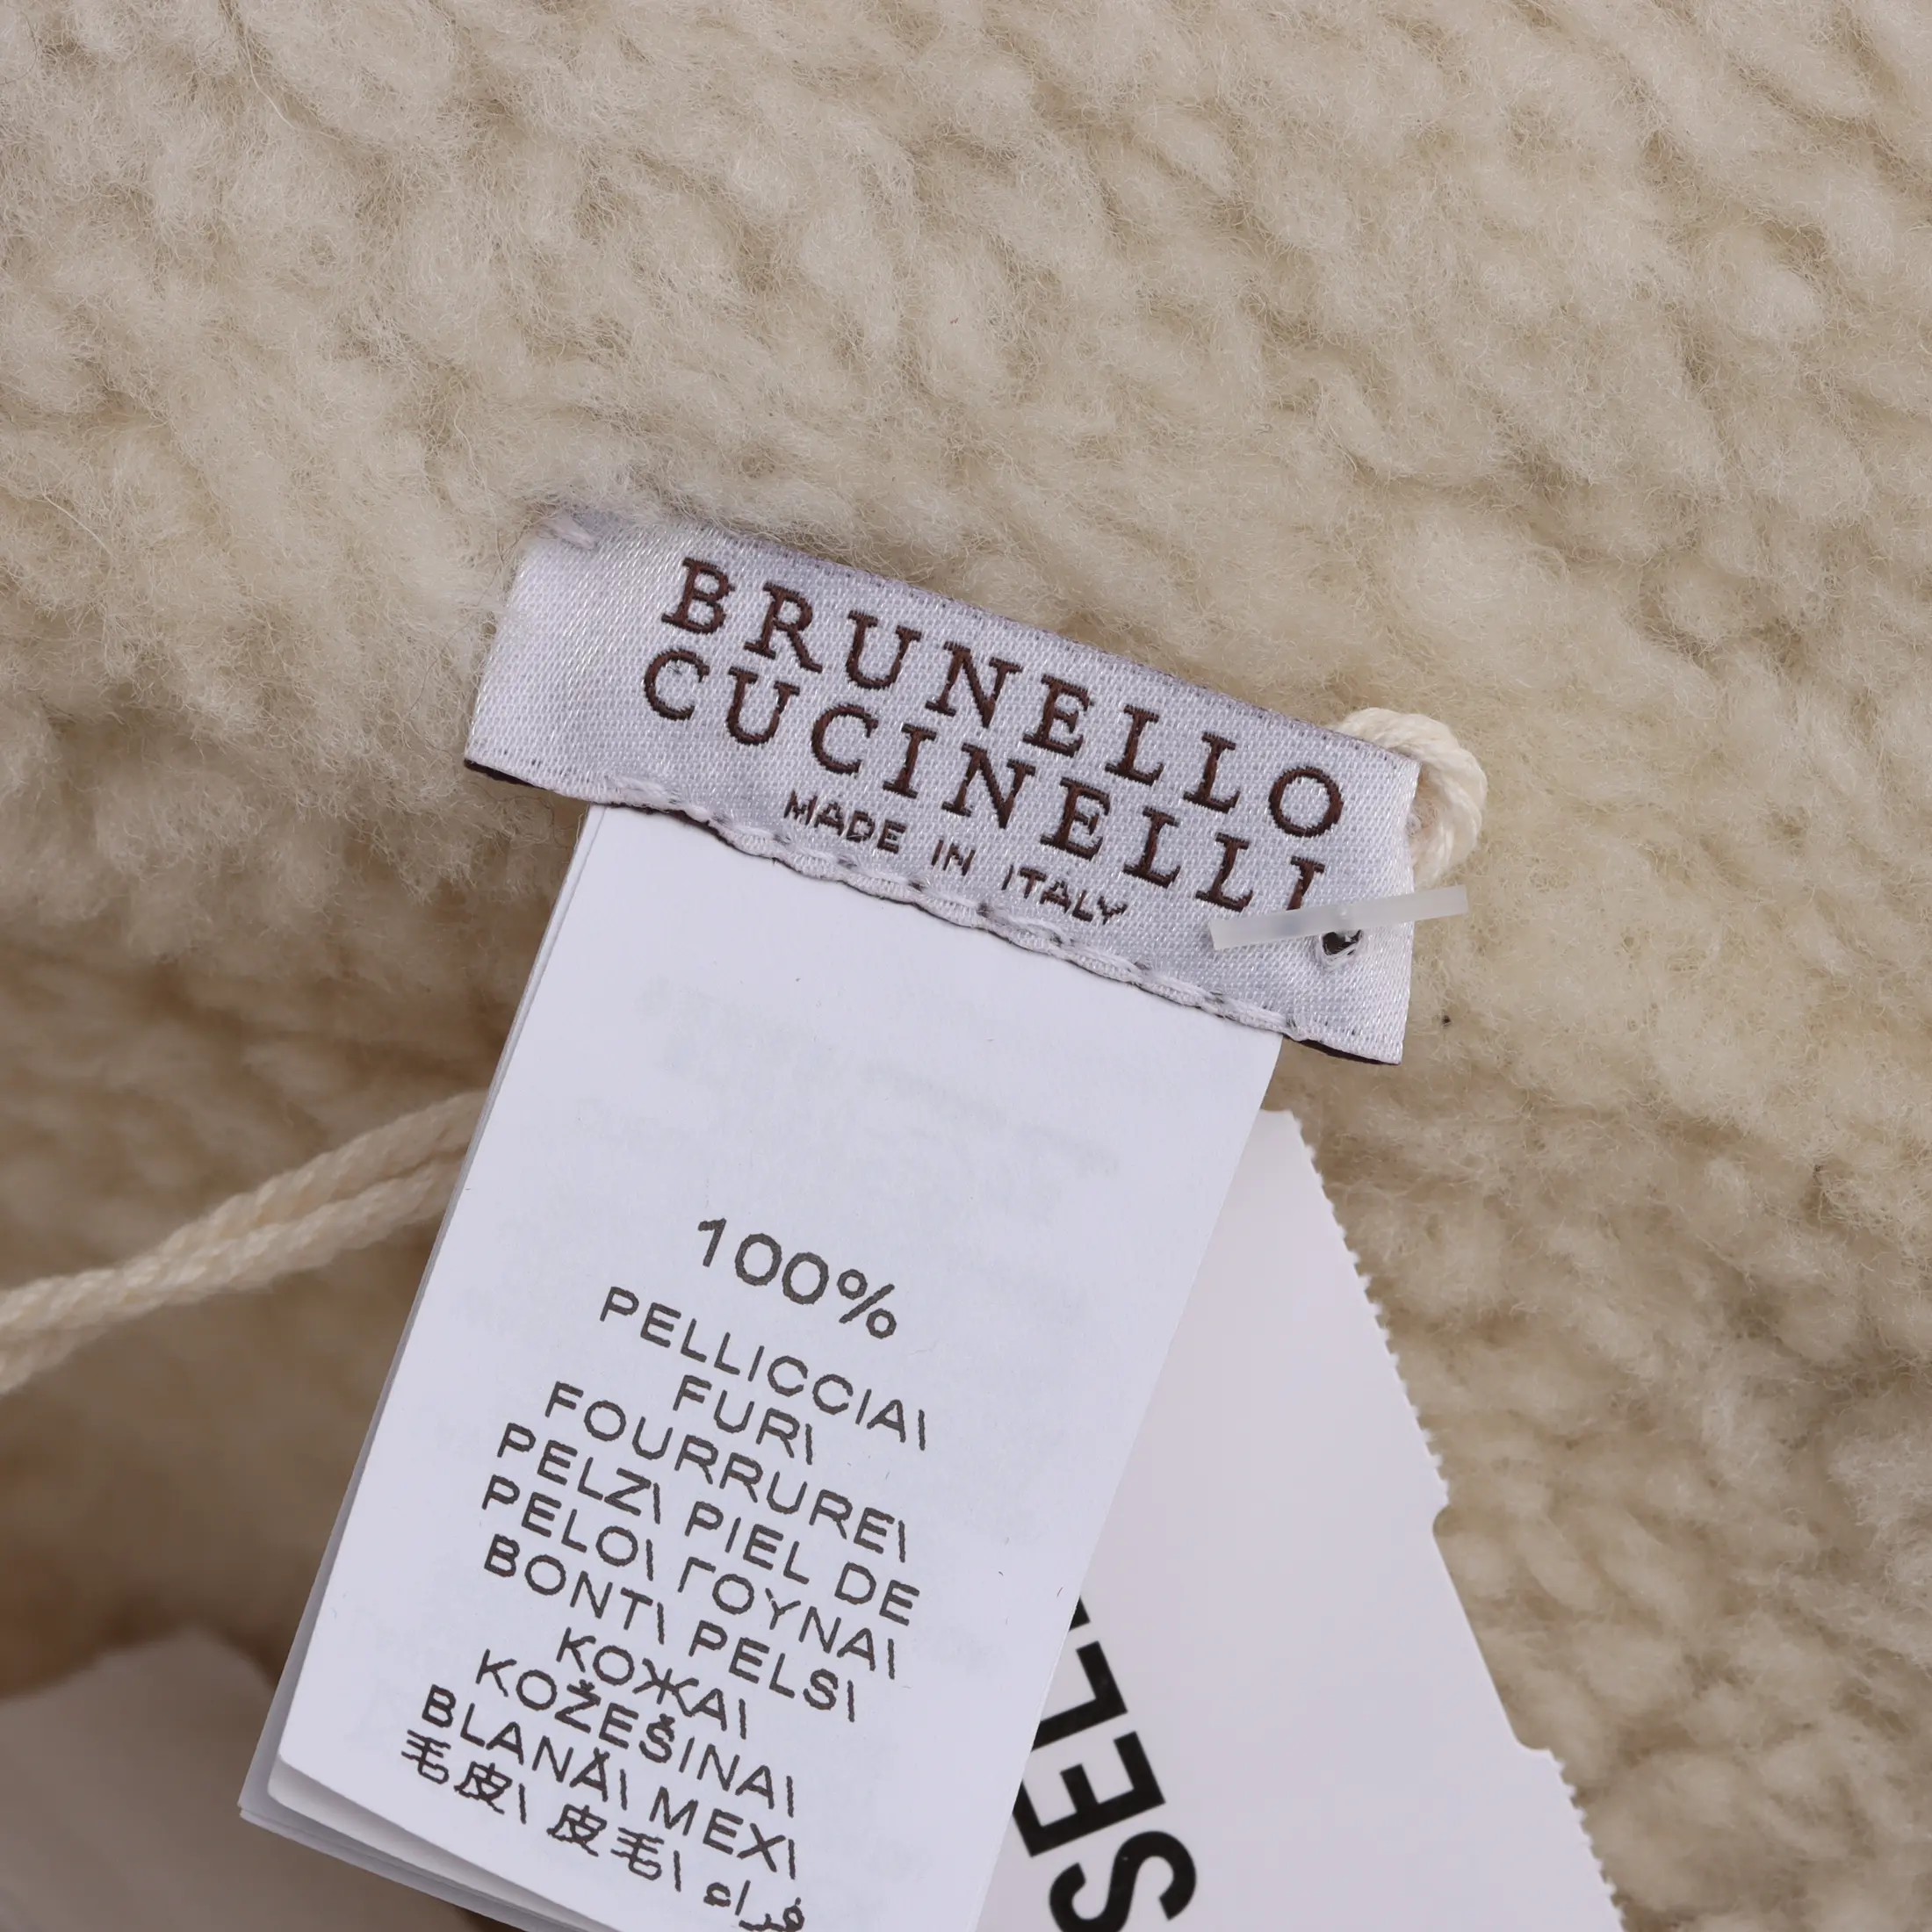 BRUNELLO
CUCINELLI
MADE IN ITALY
100%
PELLICCIA\
FUR\
FOURRURE\
PELZ\ PIEL DE
PELO\ ΓΟΥΝΑ\
BONT\ PELS\
КОЖА\
KOŽEŠINA\
BLANĂ\ MEX\
毛皮\ 皮毛\ فراء